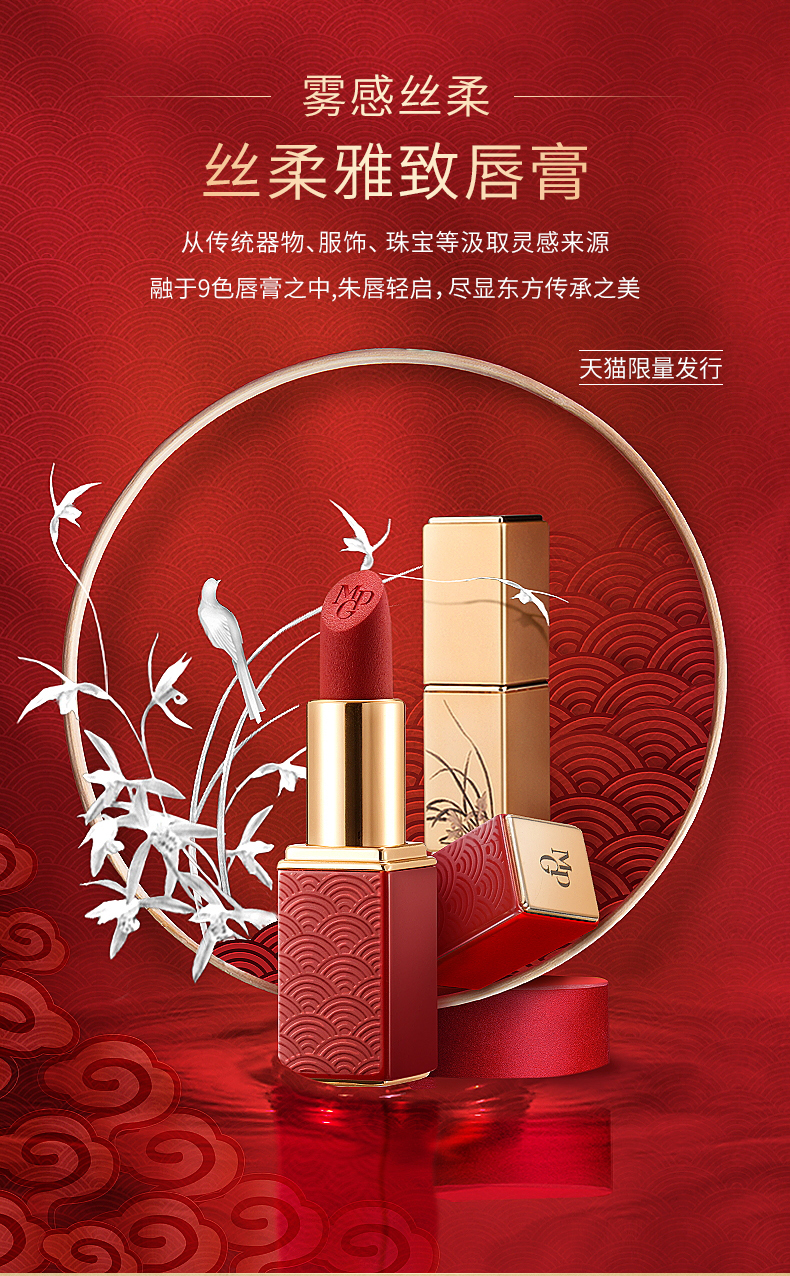 雾感丝柔
丝柔雅致唇膏
从传统器物、服饰、珠宝等汲取灵感来源
融于9色唇膏之中,朱唇轻启，尽显东方传承之美
天猫限量发行
MPG
MPG